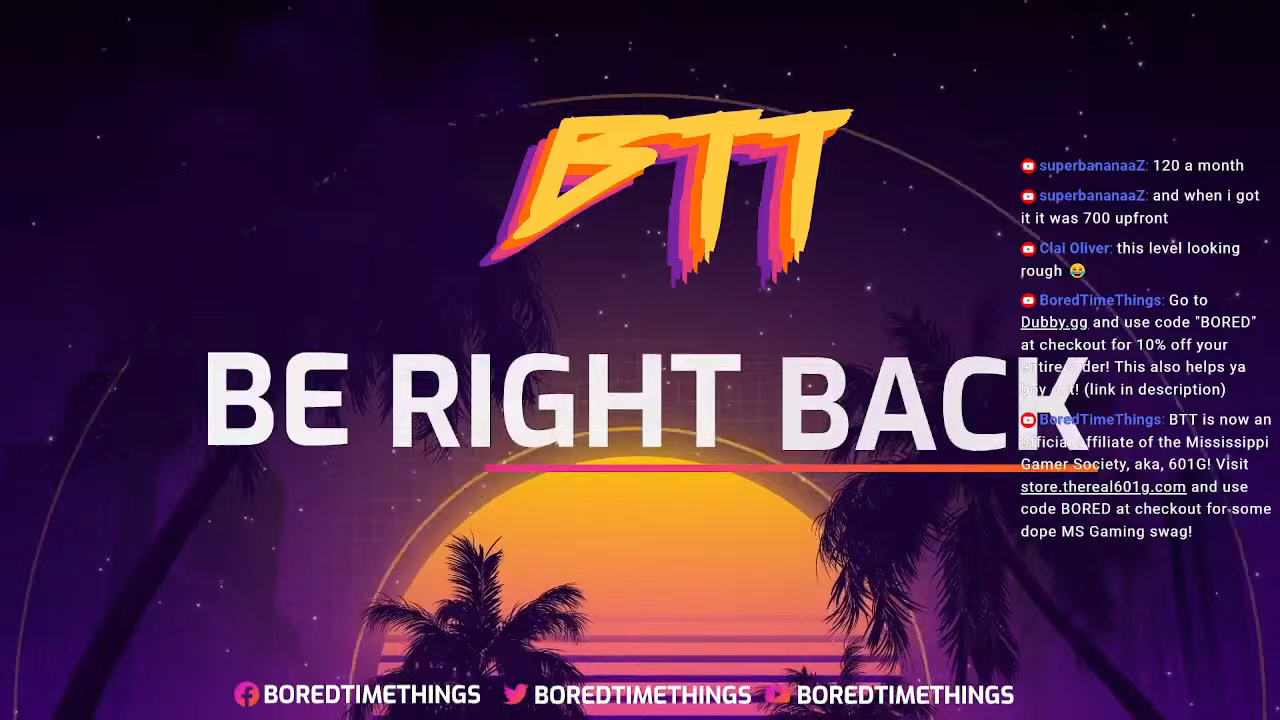 BTT
BE RIGHT BACK
superbananaaZ: 120 a month
superbananaaZ: and when i got
it it was 700 upfront
Clai Oliver: this level looking
rough 😂
BoredTimeThings: Go to
Dubby.gg and use code "BORED"
at checkout for 10% off your
entire order! This also helps ya
boy out! (link in description)
BoredTimeThings: BTT is now an
official affiliate of the Mississippi
Gamer Society, aka, 601G! Visit
store.thereal601g.com and use
code BORED at checkout for some
dope MS Gaming swag!
BOREDTIMETHINGS BOREDTIMETHINGS BOREDTIMETHINGS